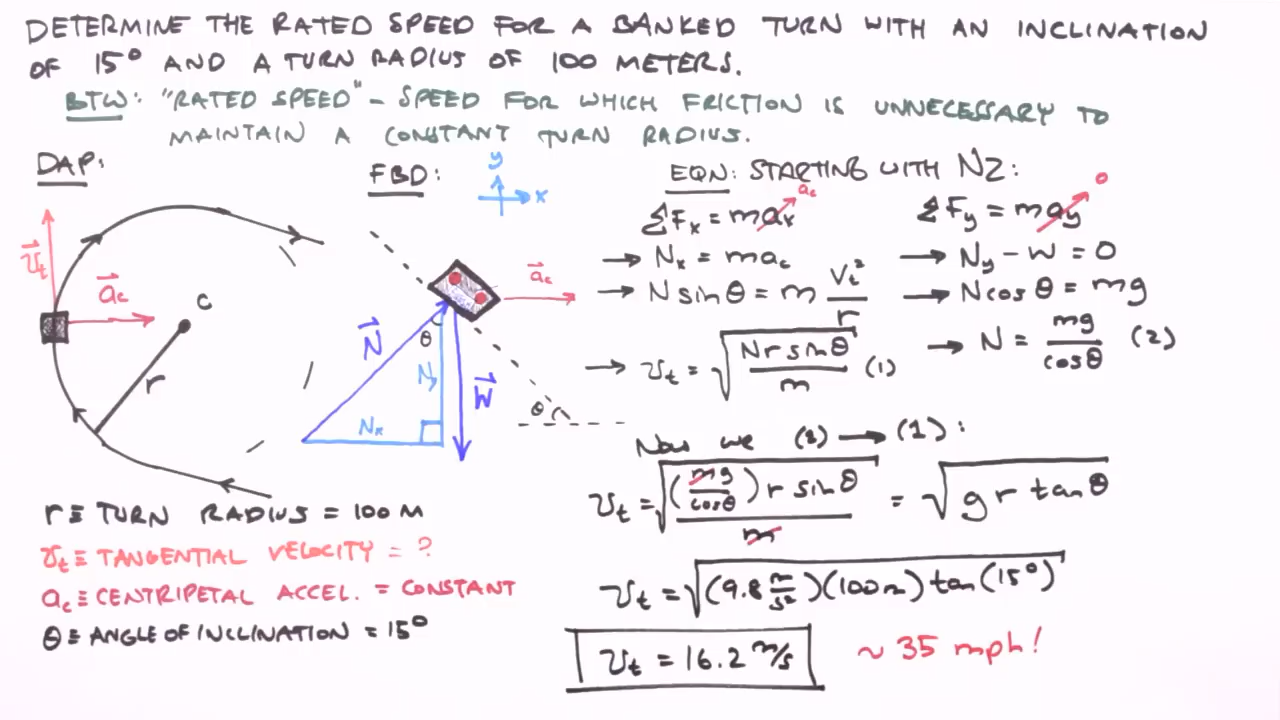 DETERMINE THE RATED SPEED FOR A BANKED TURN WITH AN INCLINATION
OF 15° AND A TURN RADIUS OF 100 METERS.
BTW: "RATED SPEED" - SPEED FOR WHICH FRICTION IS UNNECESSARY TO
MAINTAIN A CONSTANT TURN RADIUS.
DAP:
v⃗t
a⃗c
C
r
r ≡ TURN RADIUS = 100 M
vt ≡ TANGENTIAL VELOCITY = ?
ac ≡ CENTRIPETAL ACCEL. = CONSTANT
θ ≡ ANGLE OF INCLINATION = 15°
FBD:
y
x
a⃗c
N⃗
θ
Ny
W⃗
Nx
θ
EQN: STARTING WITH N2:
ΣFx = max ac
→ Nx = mac
→ N sin θ = m vt²/r
→ vt = √(Nr sin θ/m) (1)
ΣFy = may 0
→ Ny - W = 0
→ N cos θ = mg
→ N = mg/cos θ (2)
Now we (2) → (1):
vt = √((mg/cosθ) r sin θ/m) = √(g r tan θ)
vt = √((9.8 m/s²)(100m) tan (15°))
vt = 16.2 m/s ~ 35 mph!